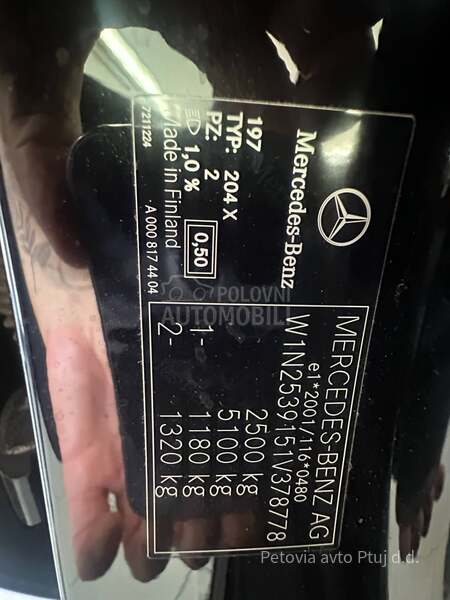 Mercedes-Benz
197
TYP: 204 X
PZ: 2
1,0 % 0,50
Made in Finland
7211224
A 000 817 44 04
MERCEDES-BENZ AG
e1*2001/116*0480
W1N2539151V378778
2500 kg
5100 kg
1- 1180 kg
2- 1320 kg
POLOVNI
AUTOMOBILI
Petovia avto Ptuj d.d.